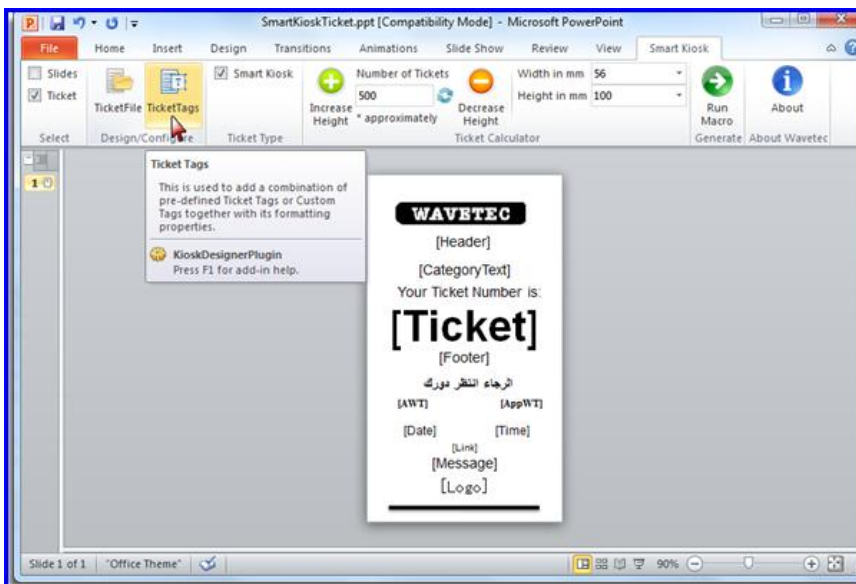 P
SmartKioskTicket.ppt [Compatibility Mode] - Microsoft PowerPoint
File Home Insert Design Transitions Animations Slide Show Review View Smart Kiosk
Slides
Ticket
Select
TicketFile
TicketTags
Design/Configure
Smart Kiosk
Ticket Type
Increase
Height
Number of Tickets
500
* approximately
Decrease
Height
Width in mm 56
Height in mm 100
Ticket Calculator
Run
Macro
Generate
About
About Wavetec
1
Ticket Tags
This is used to add a combination of
pre-defined Ticket Tags or Custom
Tags together with its formatting
properties.
KioskDesignerPlugin
Press F1 for add-in help.
WAVETEC
[Header]
[CategoryText]
Your Ticket Number is:
[Ticket]
[Footer]
الرجاء انتظر دورك
[AWT] [AppWT]
[Date] [Time]
[Link]
[Message]
[Logo]
Slide 1 of 1 "Office Theme" 90%